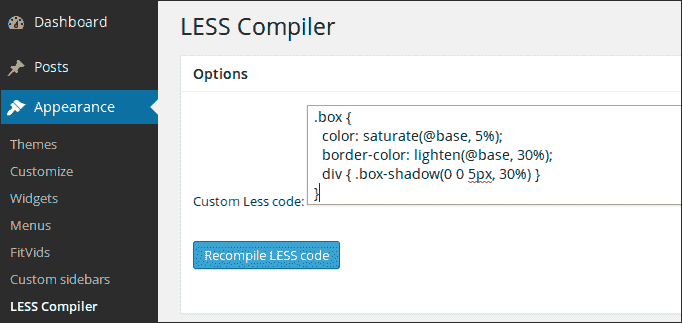 Dashboard
Posts
Appearance
Themes
Customize
Widgets
Menus
FitVids
Custom sidebars
LESS Compiler
LESS Compiler
Options
Custom Less code:
.box {
color: saturate(@base, 5%);
border-color: lighten(@base, 30%);
div { .box-shadow(0 0 5px, 30%) }
}
Recompile LESS code